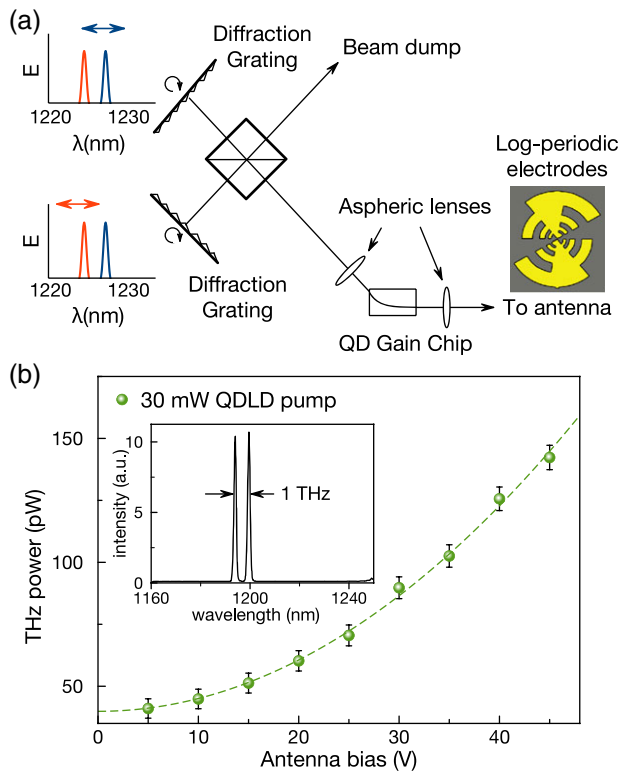 (a)
Diffraction
Grating
Beam dump
E
1220
1230
λ(nm)
Log-periodic
electrodes
E
1220
1230
λ(nm)
Diffraction
Grating
Aspheric lenses
To antenna
QD Gain Chip
(b)
30 mW QDLD pump
THz power (pW)
150
100
50
intensity (a.u.)
10
5
0
1 THz
1160
1200
1240
wavelength (nm)
0
10
20
30
40
Antenna bias (V)